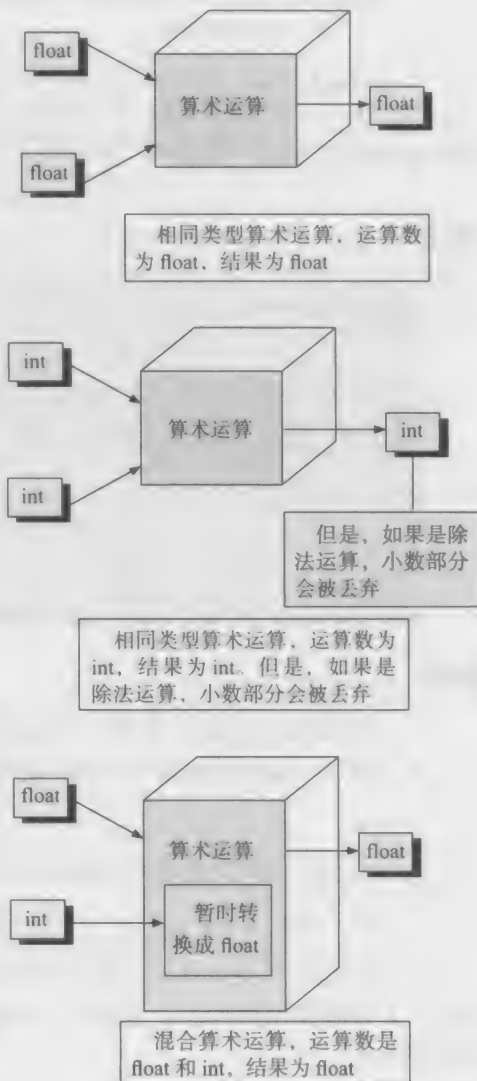 float
算术运算
float
float
相同类型算术运算，运算数
为 float，结果为 float
int
算术运算
int
int
但是，如果是除
法运算，小数部分
会被丢弃
相同类型算术运算，运算数为
int，结果为 int。但是，如果是
除法运算，小数部分会被丢弃
float
算术运算
float
int
暂时转
换成 float
混合算术运算，运算数是
float 和 int，结果为 float